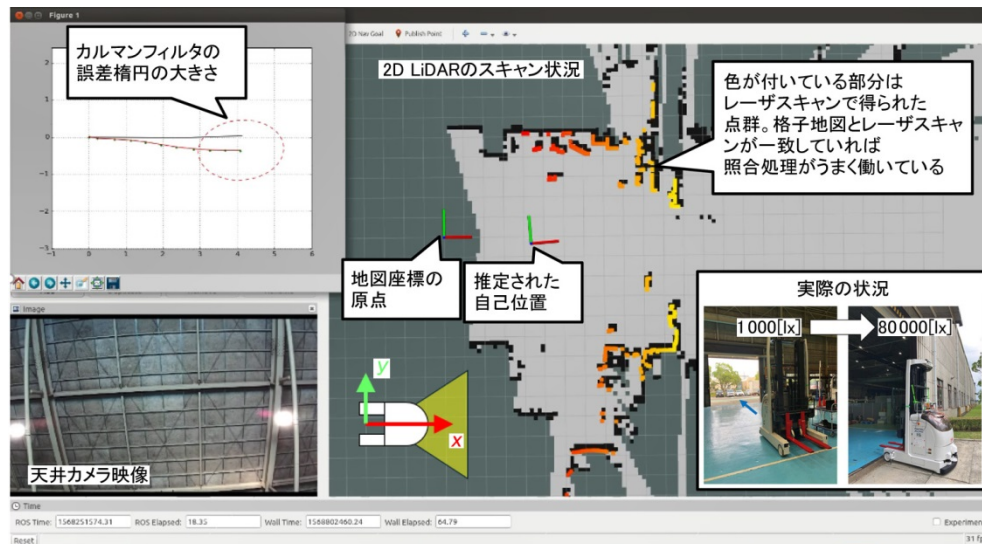 Figure 1
カルマンフィルタの
誤差楕円の大きさ
2
1
0
−1
−2
−3
−1
0
1
2
3
4
5
6
2D Nav Goal
Publish Point
2D LiDARのスキャン状況
色が付いている部分は
レーザスキャンで得られた
点群。格子地図とレーザスキャ
ンが一致していれば
照合処理がうまく働いている
地図座標の
原点
推定された
自己位置
実際の状況
1 000[lx]
80 000[lx]
Image
天井カメラ映像
y
x
Time
ROS Time: 1568251574.31 ROS Elapsed: 18.35 Wall Time: 1568802460.24 Wall Elapsed: 64.79
Experimen
Reset
31 fp